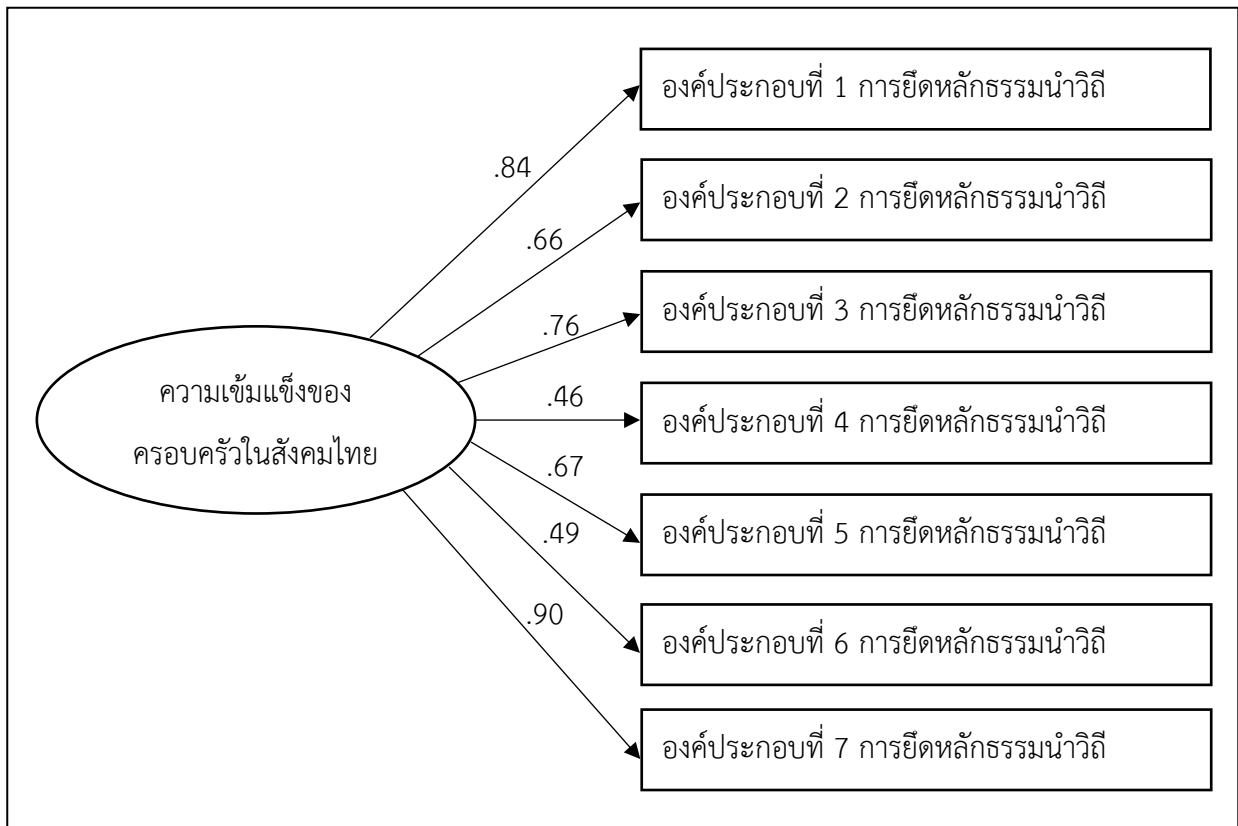 องค์ประกอบที่ 1 การยึดหลักธรรมนำวิถี
.84
องค์ประกอบที่ 2 การยึดหลักธรรมนำวิถี
.66
องค์ประกอบที่ 3 การยึดหลักธรรมนำวิถี
.76
ความเข้มแข็งของ
ครอบครัวในสังคมไทย
.46
องค์ประกอบที่ 4 การยึดหลักธรรมนำวิถี
.67
องค์ประกอบที่ 5 การยึดหลักธรรมนำวิถี
.49
องค์ประกอบที่ 6 การยึดหลักธรรมนำวิถี
.90
องค์ประกอบที่ 7 การยึดหลักธรรมนำวิถี